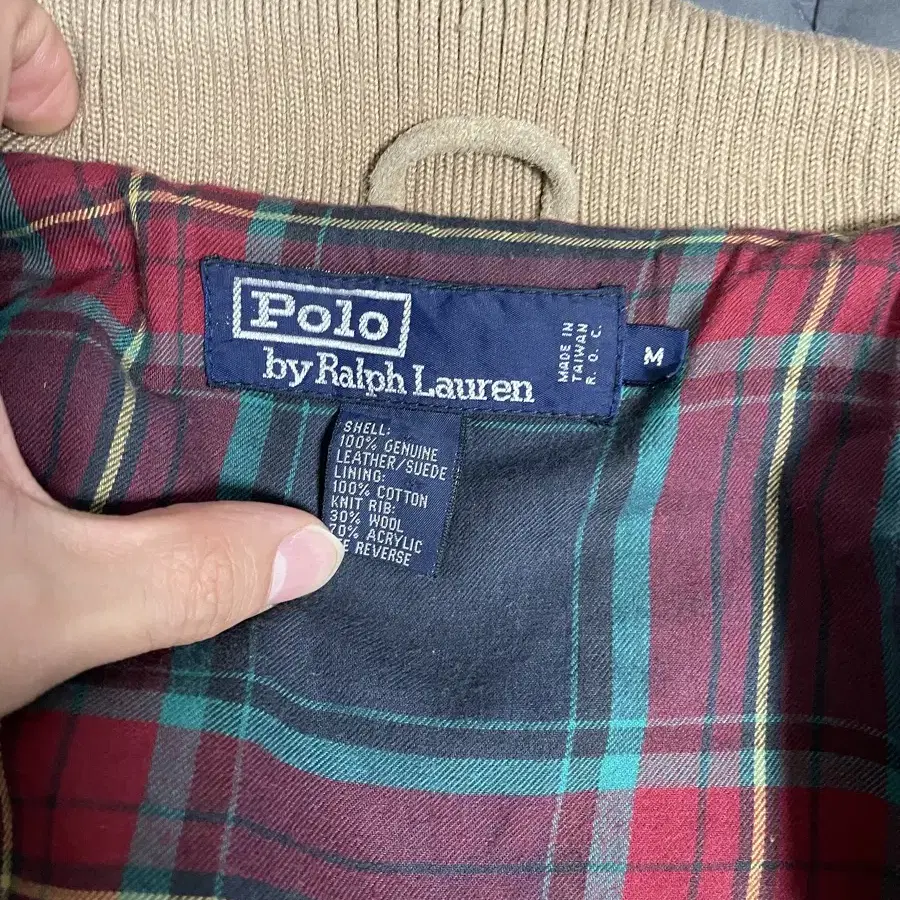 Polo
by Ralph Lauren
MADE IN
TAIWAN
R. O. C.
M
SHELL:
100% GENUINE
LEATHER/SUEDE
LINING:
100% COTTON
KNIT RIB:
30% WOOL
70% ACRYLIC
REVERSE